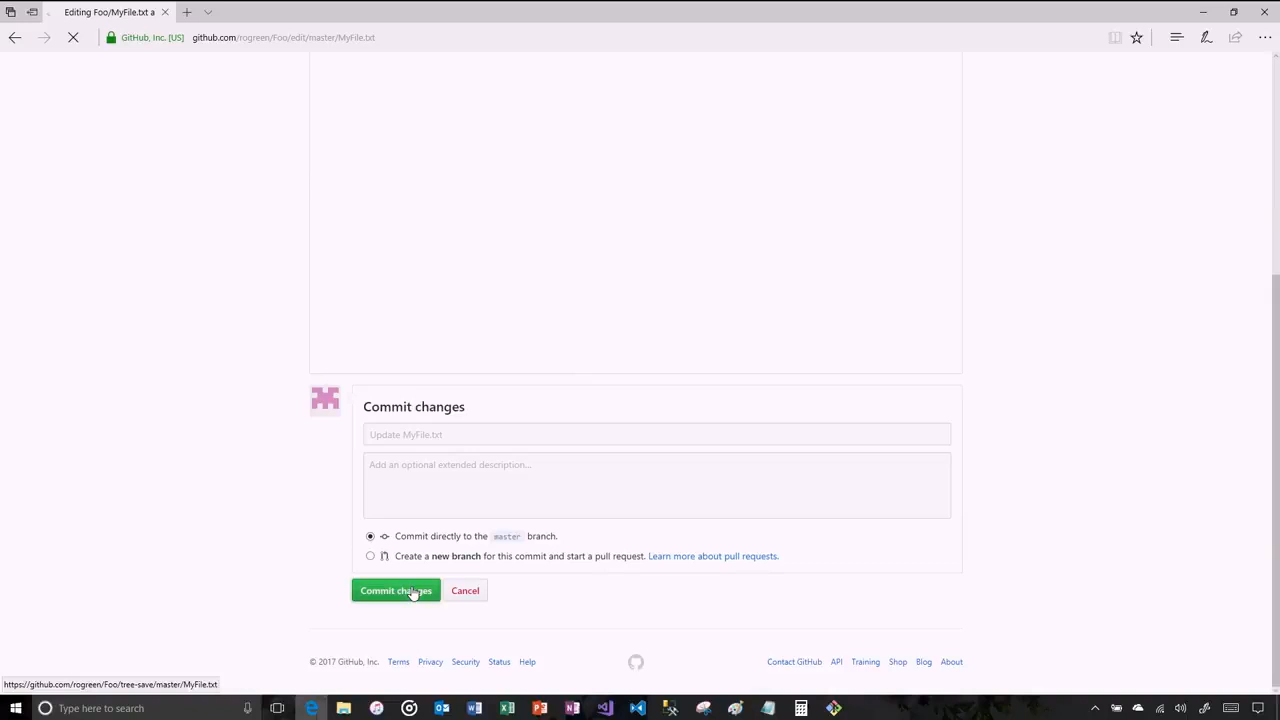 Editing Foo/MyFile.txt a
GitHub, Inc. [US]
github.com/rogreen/Foo/edit/master/MyFile.txt
Commit changes
Update MyFile.txt
Add an optional extended description...
Commit directly to the master branch.
Create a new branch for this commit and start a pull request. Learn more about pull requests.
Commit changes Cancel
© 2017 GitHub, Inc. Terms Privacy Security Status Help Contact GitHub API Training Shop Blog About
https://github.com/rogreen/Foo/tree-save/master/MyFile.txt
Type here to search